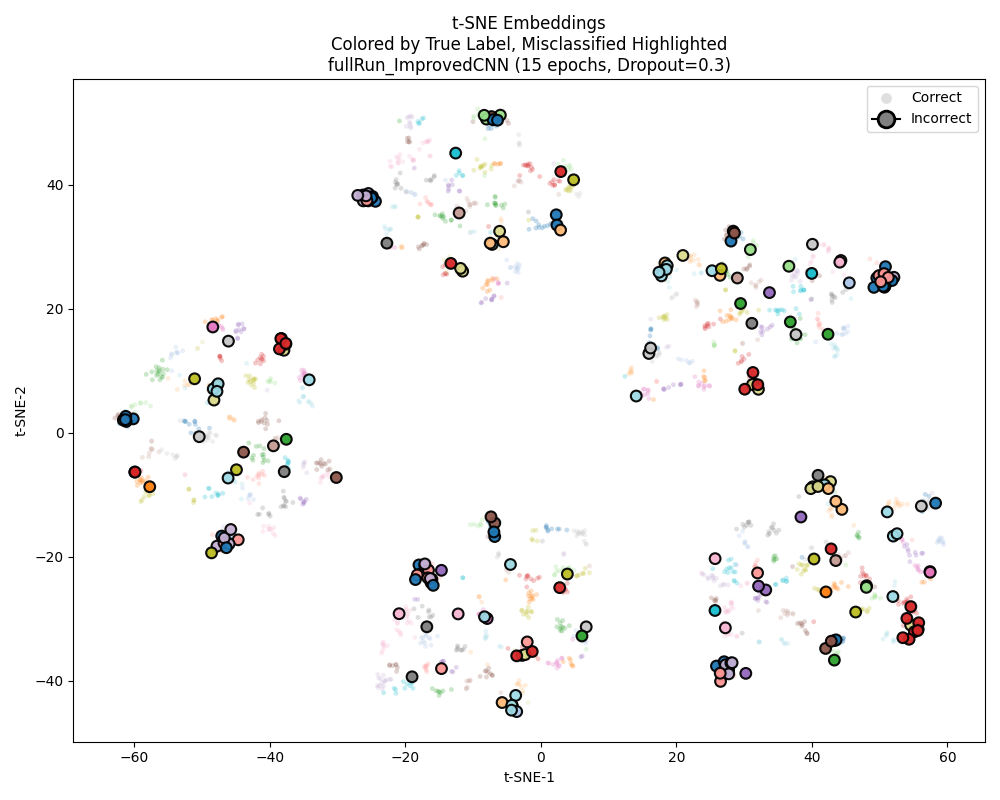 t-SNE Embeddings
Colored by True Label, Misclassified Highlighted
fullRun_ImprovedCNN (15 epochs, Dropout=0.3)
Correct
Incorrect
40
20
0
−20
−40
t-SNE-2
−60
−40
−20
0
20
40
60
t-SNE-1